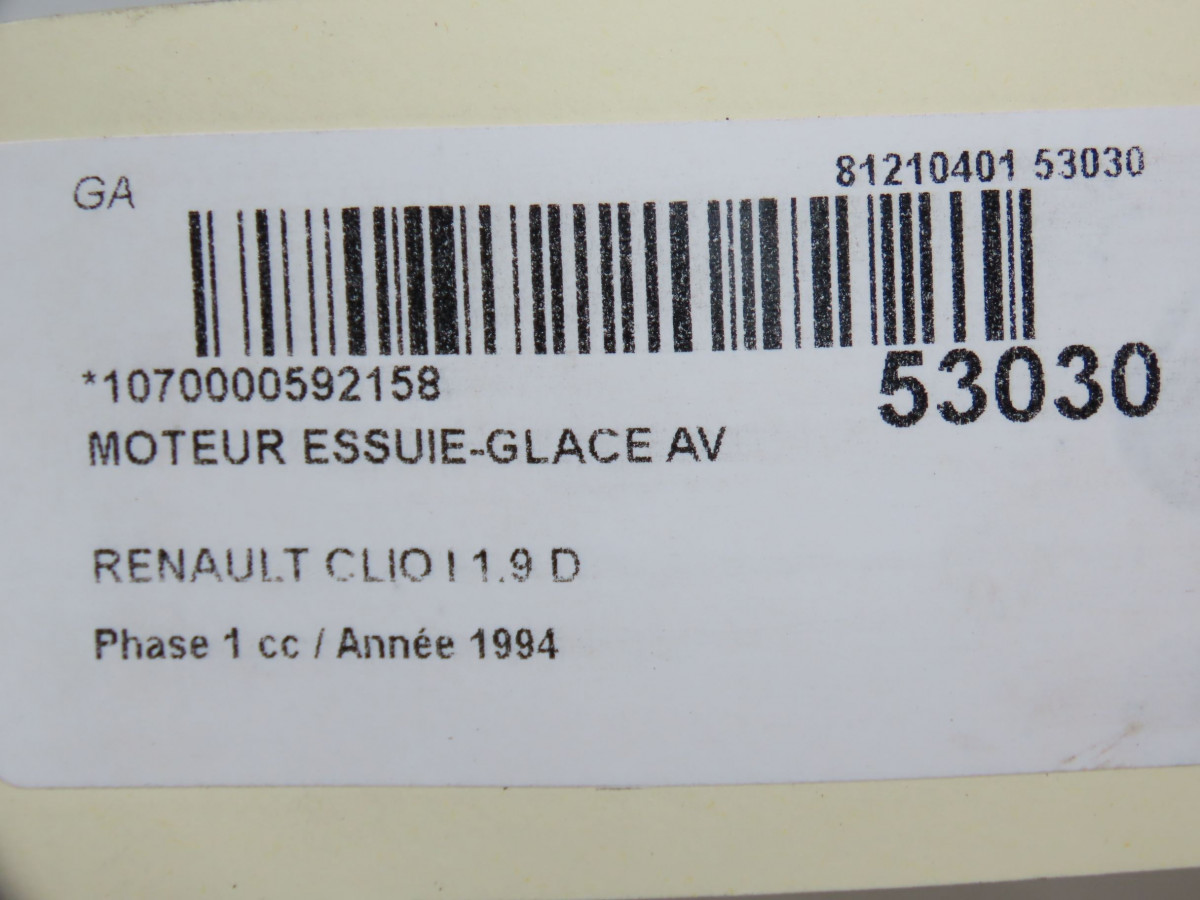 GA
81210401 53030
*1070000592158
53030
MOTEUR ESSUIE-GLACE AV
RENAULT CLIO I 1.9 D
Phase 1 cc / Année 1994